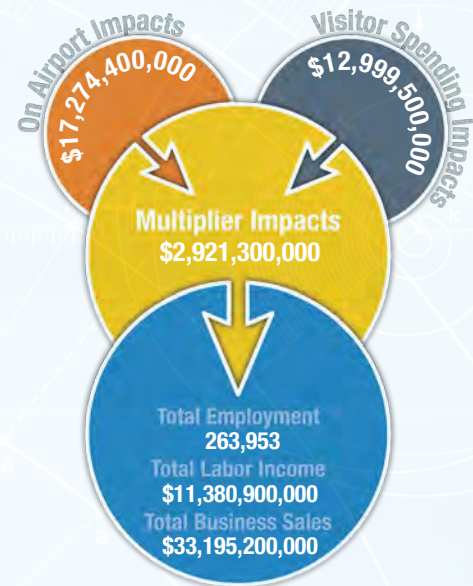 On Airport Impacts
$17,274,400,000
Visitor Spending Impacts
$12,999,500,000
Multiplier Impacts
$2,921,300,000
Total Employment
263,953
Total Labor Income
$11,380,900,000
Total Business Sales
$33,195,200,000